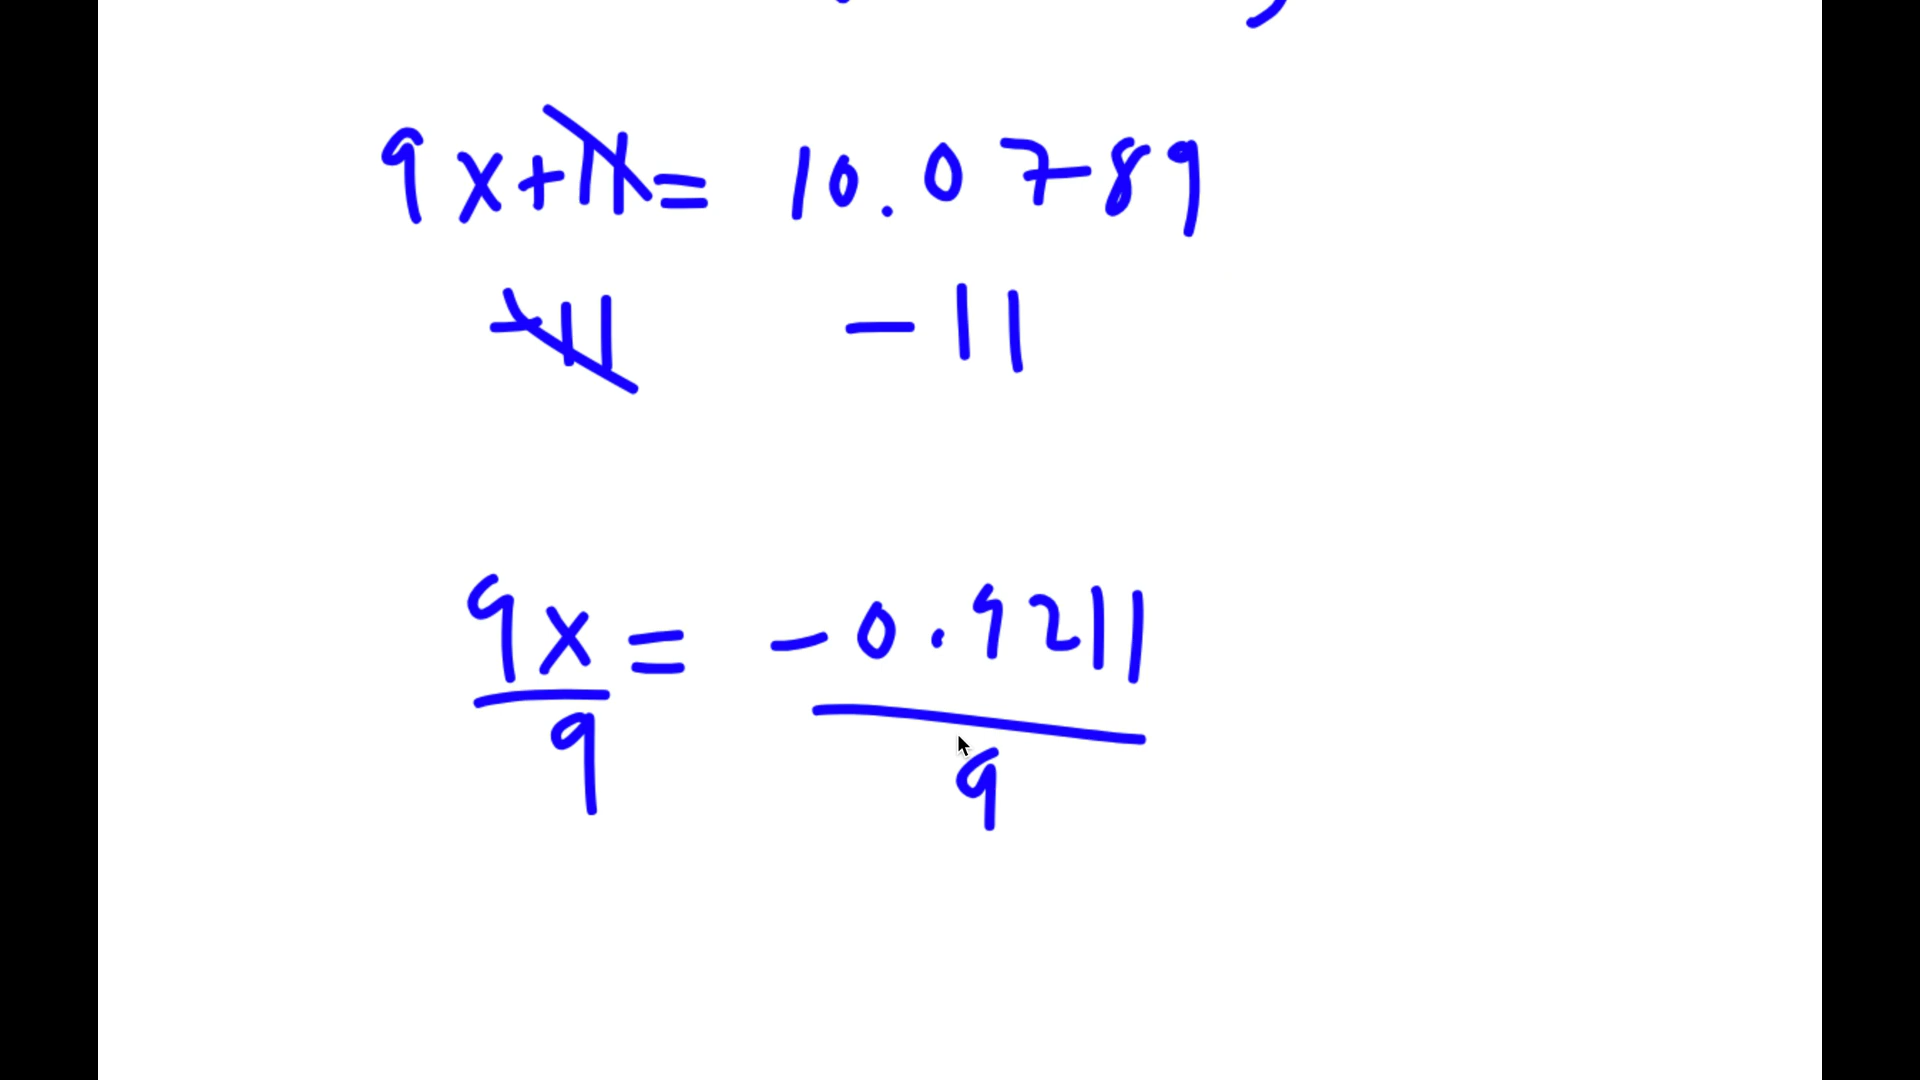 9x+11= 10.0789
-11 -11
9x = -0.9211
9 9